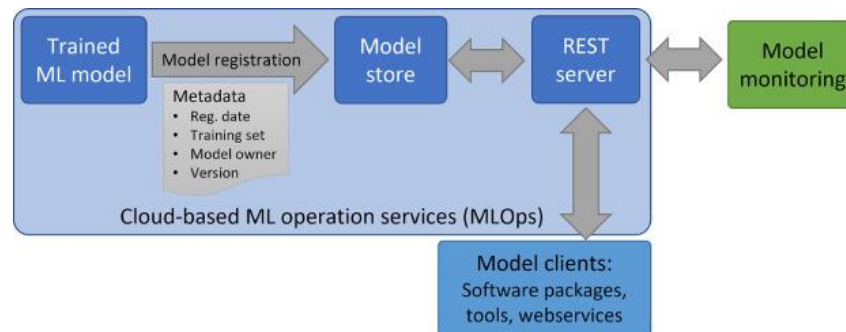 Trained
ML model
Model registration
Model
store
REST
server
Model
monitoring
Metadata
• Reg. date
• Training set
• Model owner
• Version
Cloud-based ML operation services (MLOps)
Model clients:
Software packages,
tools, webservices